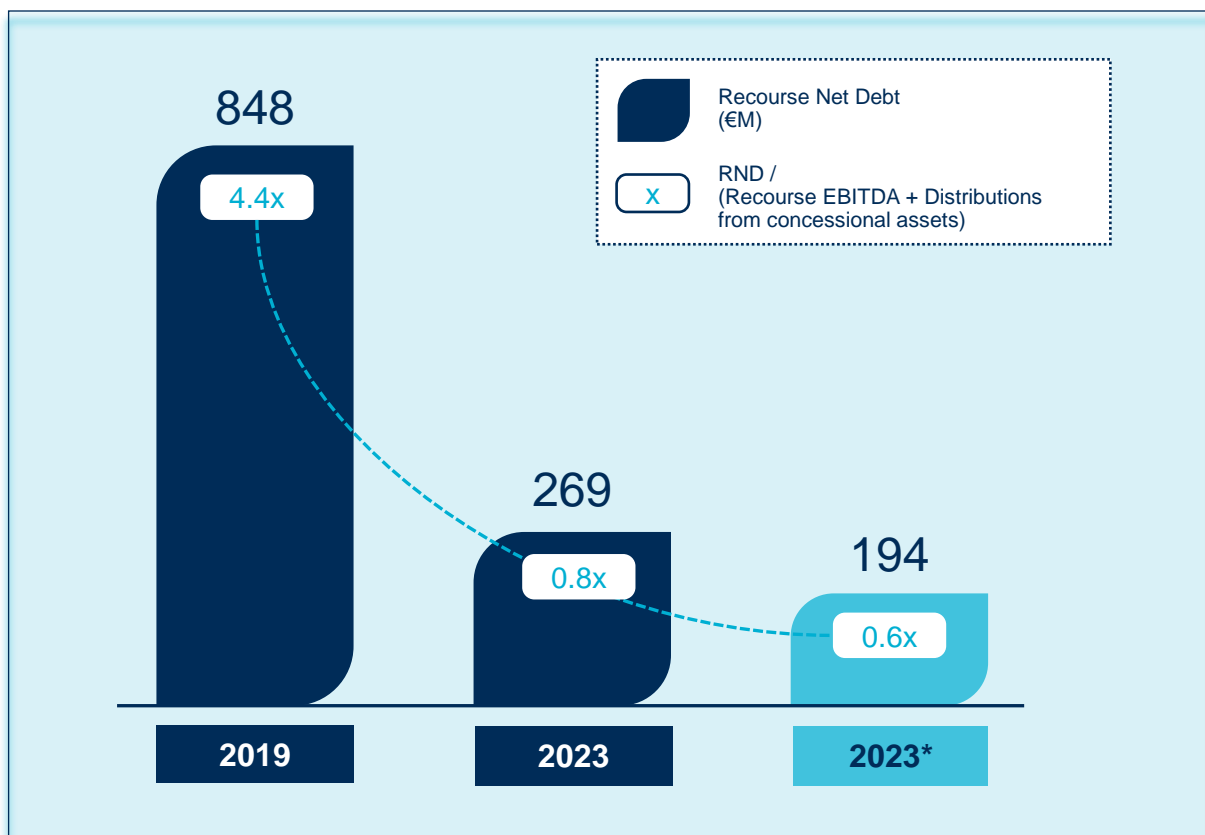 848
4.4x
Recourse Net Debt
(€M)
x
RND /
(Recourse EBITDA + Distributions
from concessional assets)
269
0.8x
194
0.6x
2019
2023
2023*